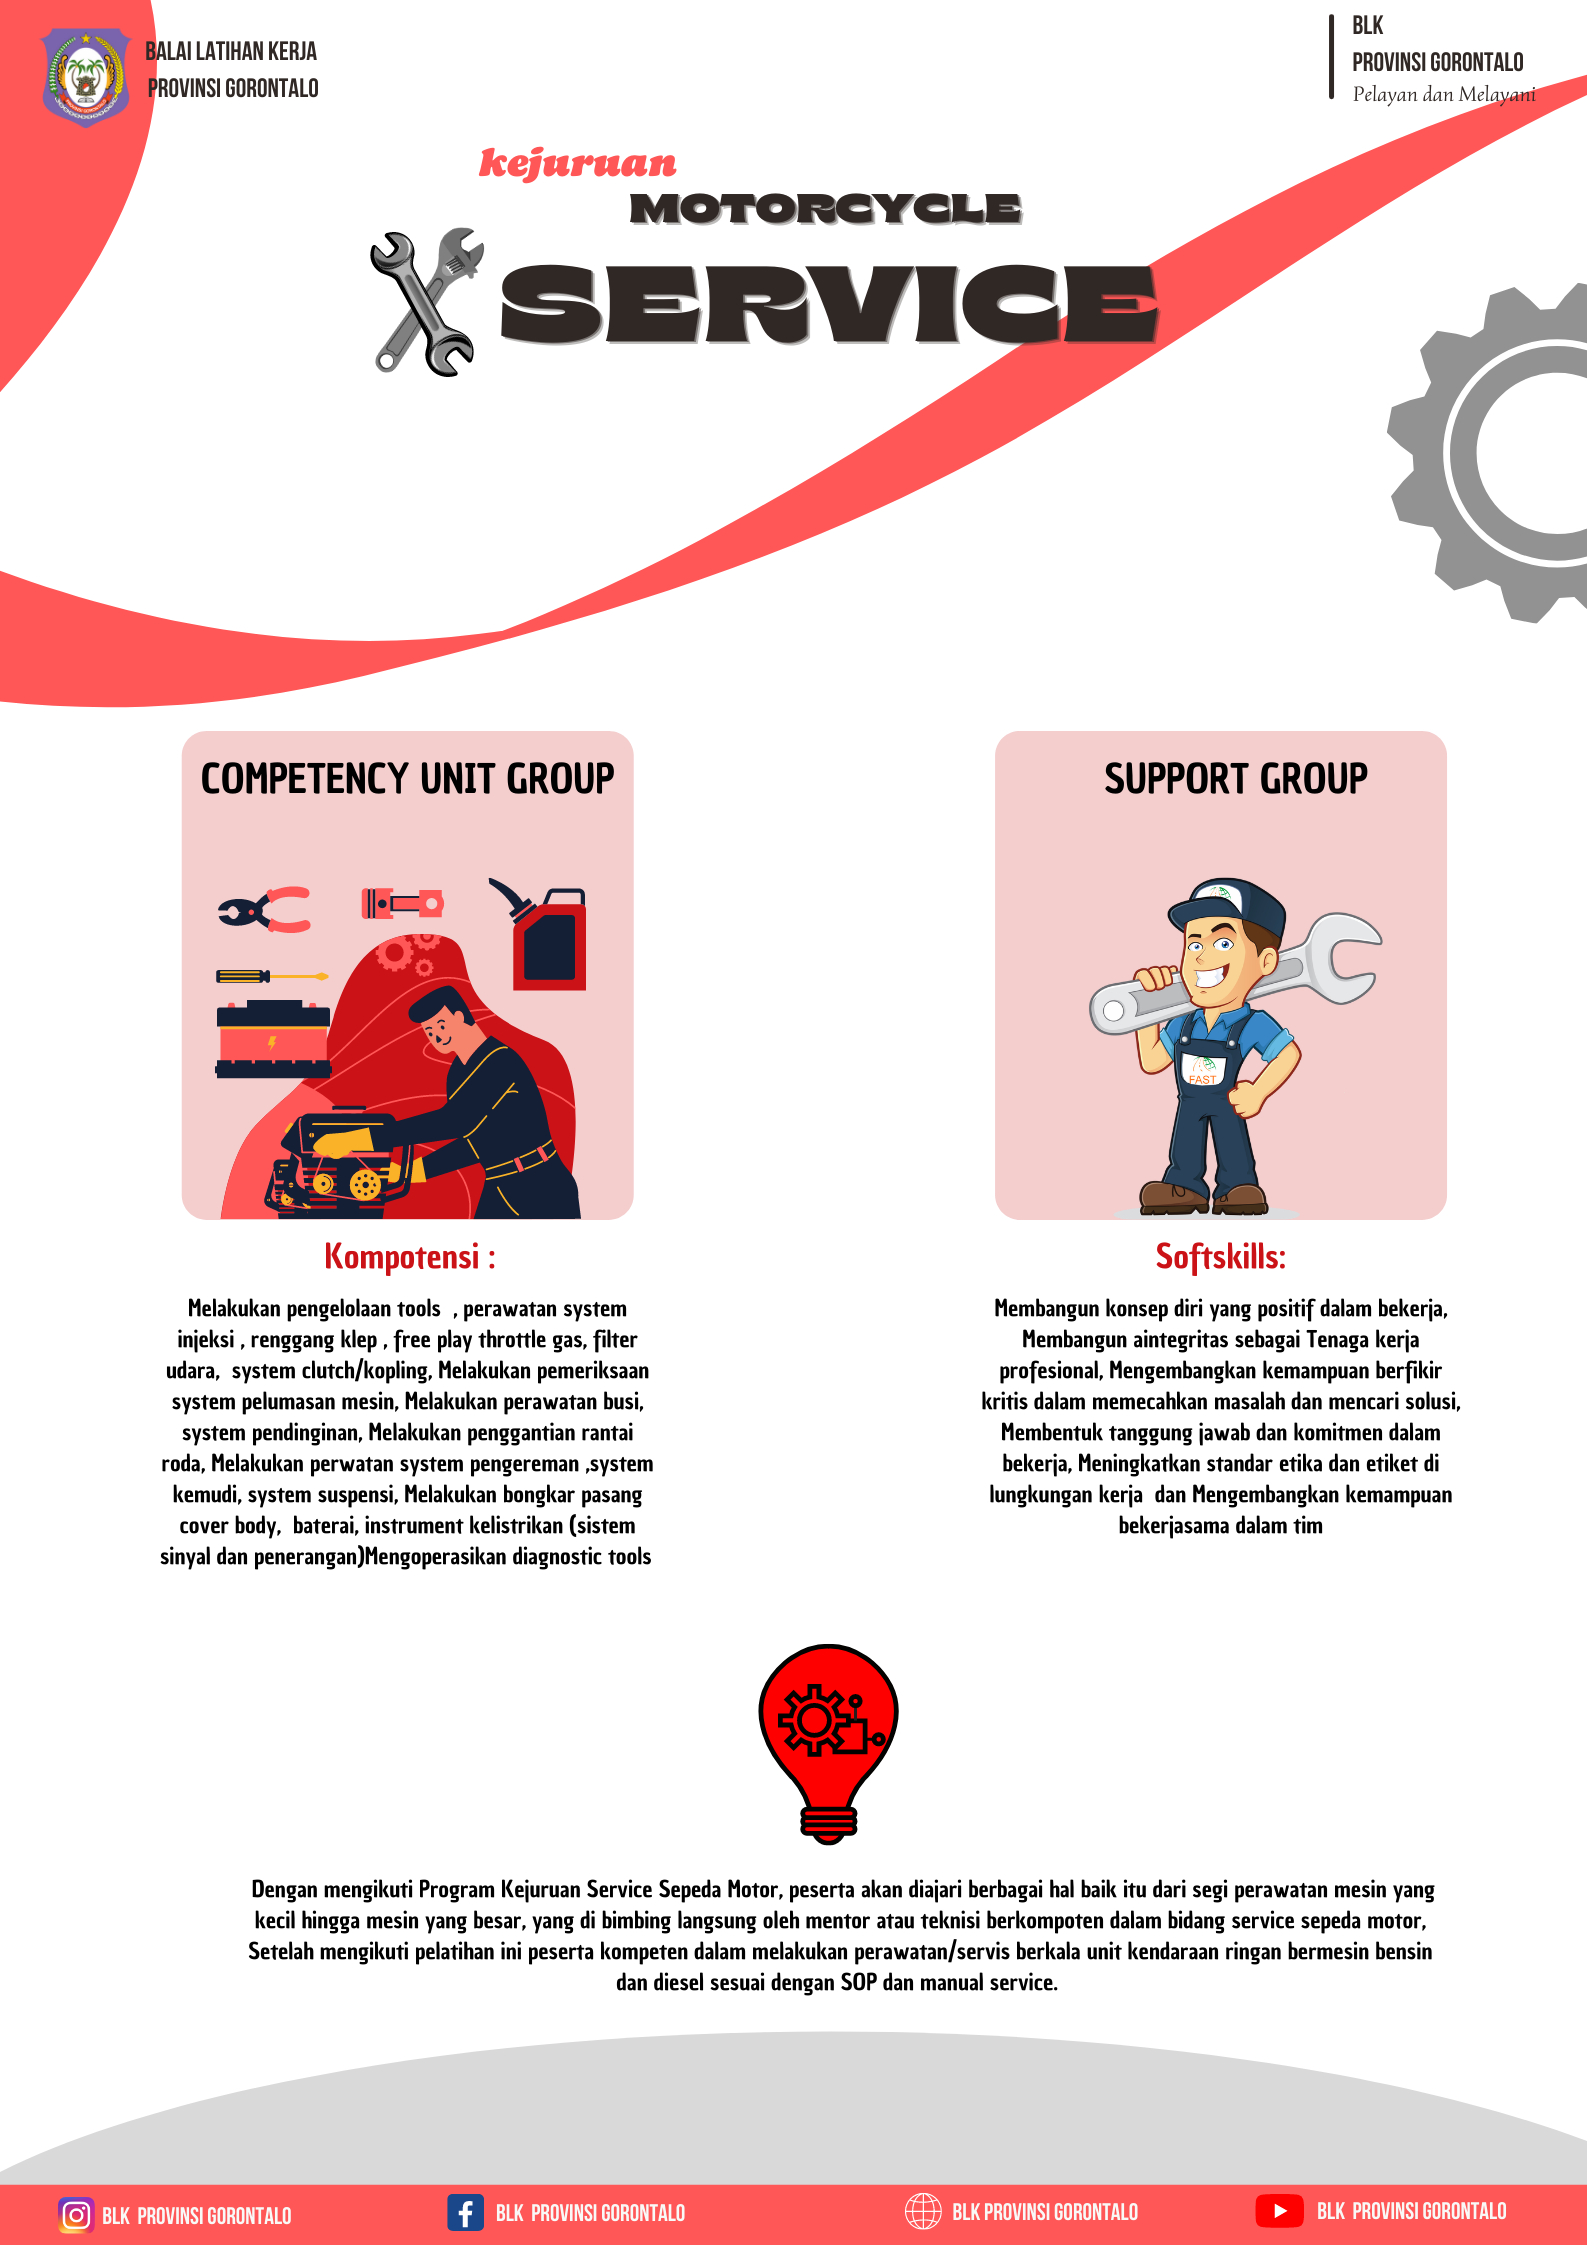 BALAI LATIHAN KERJA
PROVINSI GORONTALO
BLK
PROVINSI GORONTALO
Pelayan dan Melayani
kejuruan
MOTORCYCLE
SERVICE
COMPETENCY UNIT GROUP
Kompotensi :
Melakukan pengelolaan tools , perawatan system
injeksi , renggang klep , free play throttle gas, filter
udara, system clutch/kopling, Melakukan pemeriksaan
system pelumasan mesin, Melakukan perawatan busi,
system pendinginan, Melakukan penggantian rantai
roda, Melakukan perwatan system pengereman ,system
kemudi, system suspensi, Melakukan bongkar pasang
cover body, baterai, instrument kelistrikan (sistem
sinyal dan penerangan)Mengoperasikan diagnostic tools
SUPPORT GROUP
FAST
Softskills:
Membangun konsep diri yang positif dalam bekerja,
Membangun aintegritas sebagai Tenaga kerja
profesional, Mengembangkan kemampuan berfikir
kritis dalam memecahkan masalah dan mencari solusi,
Membentuk tanggung jawab dan komitmen dalam
bekerja, Meningkatkan standar etika dan etiket di
lungkungan kerja dan Mengembangkan kemampuan
bekerjasama dalam tim
Dengan mengikuti Program Kejuruan Service Sepeda Motor, peserta akan diajari berbagai hal baik itu dari segi perawatan mesin yang
kecil hingga mesin yang besar, yang di bimbing langsung oleh mentor atau teknisi berkompoten dalam bidang service sepeda motor,
Setelah mengikuti pelatihan ini peserta kompeten dalam melakukan perawatan/servis berkala unit kendaraan ringan bermesin bensin
dan diesel sesuai dengan SOP dan manual service.
BLK PROVINSI GORONTALO
BLK PROVINSI GORONTALO
BLK PROVINSI GORONTALO
BLK PROVINSI GORONTALO